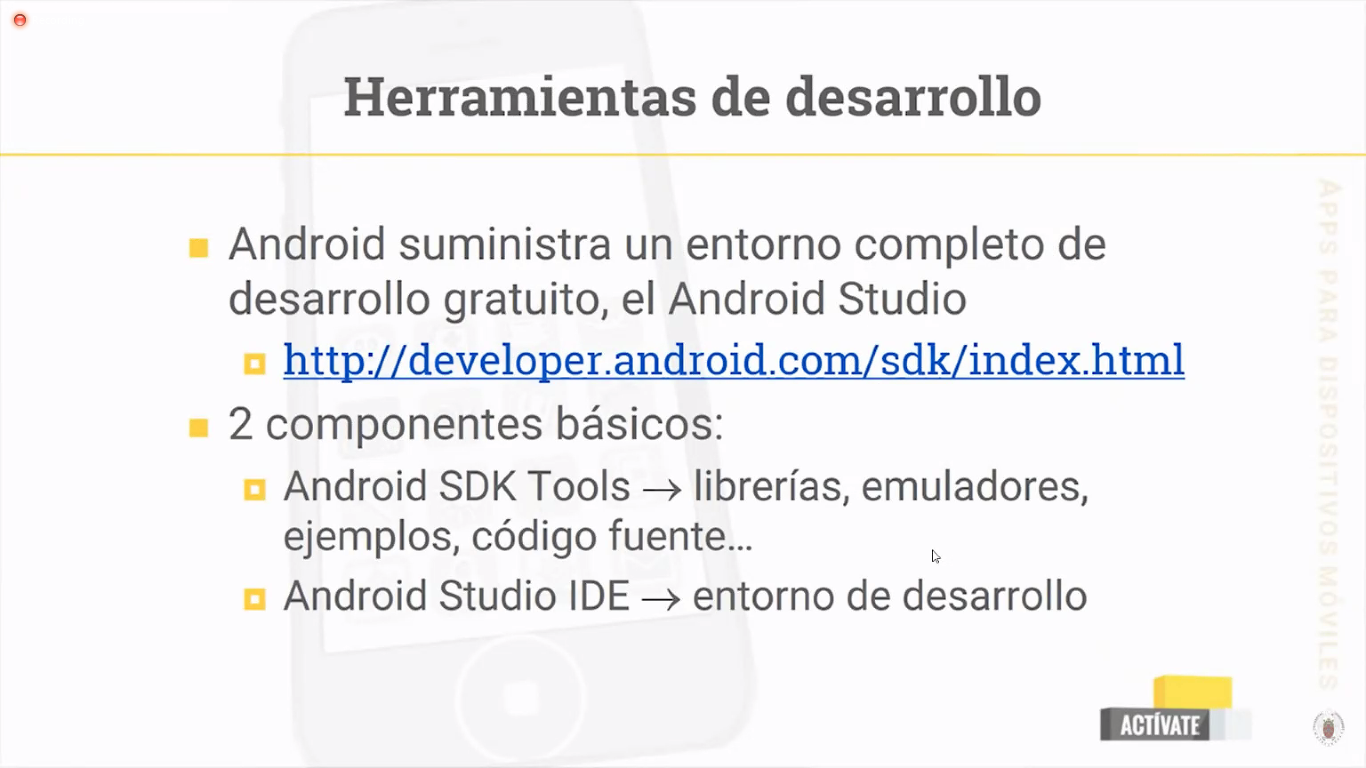 Herramientas de desarrollo
Android suministra un entorno completo de
desarrollo gratuito, el Android Studio
http://developer.android.com/sdk/index.html
2 componentes básicos:
Android SDK Tools → librerías, emuladores,
ejemplos, código fuente...
Android Studio IDE → entorno de desarrollo
APPS PARA DISPOSITIVOS MÓVILES
ACTÍVATE